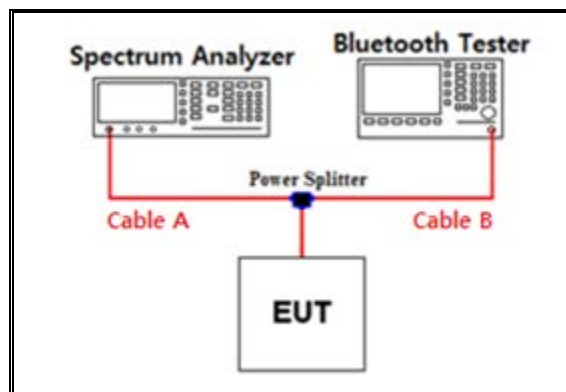 Spectrum Analyzer
Bluetooth Tester
Power Splitter
Cable A
Cable B
EUT